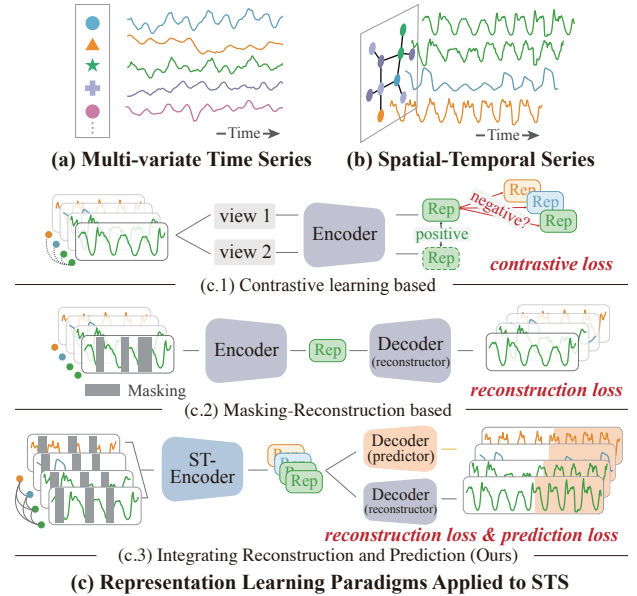 Time
Time
(a) Multi-variate Time Series
(b) Spatial-Temporal Series
view 1
view 2
Encoder
Rep
positive
Rep
negative?
Rep
Rep
Rep
contrastive loss
(c.1) Contrastive learning based
Encoder
Rep
Decoder
(reconstructor)
Masking
reconstruction loss
(c.2) Masking-Reconstruction based
ST-
Encoder
Rep
Rep
Rep
Rep
Decoder
(predictor)
Decoder
(reconstructor)
reconstruction loss & prediction loss
(c.3) Integrating Reconstruction and Prediction (Ours)
(c) Representation Learning Paradigms Applied to STS